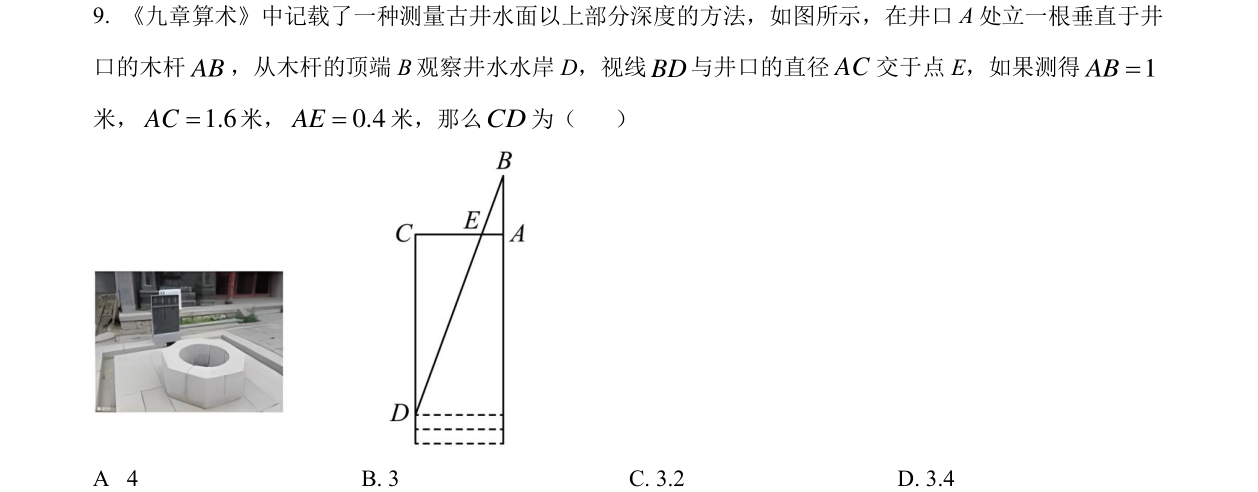 9. 《九章算术》中记载了一种测量古井水面以上部分深度的方法，如图所示，在井口 A 处立一根垂直于井
口的木杆 AB，从木杆的顶端 B 观察井水水岸 D，视线 BD 与井口的直径 AC 交于点 E，如果测得 AB = 1
米， AC = 1.6 米， AE = 0.4 米，那么 CD 为（ ）
B
E
C
A
D
A 4 B. 3 C. 3.2 D. 3.4